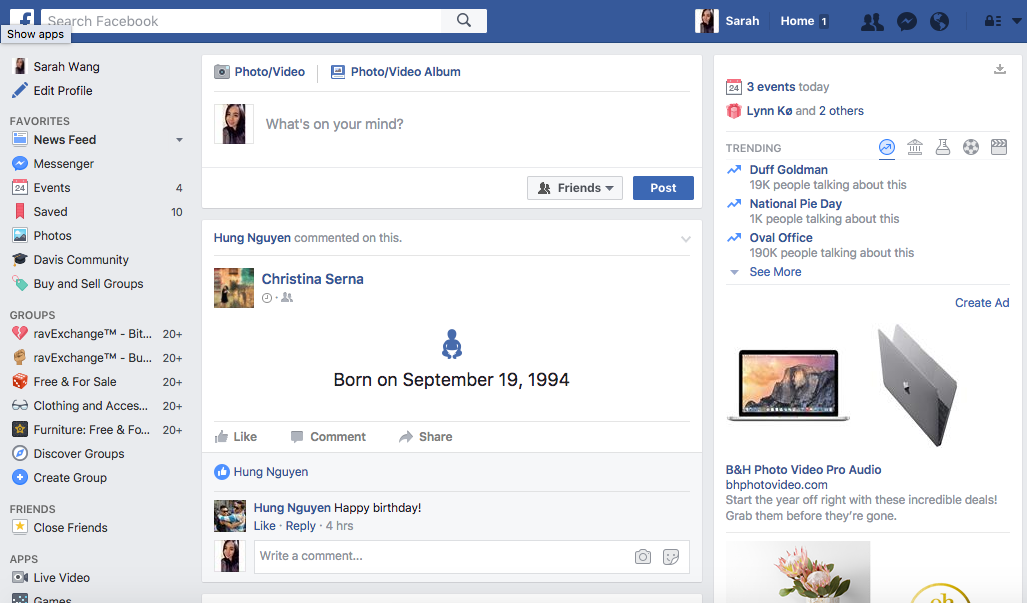 Search Facebook
Show apps
Sarah
Home 1
Sarah Wang
Edit Profile
FAVORITES
News Feed
Messenger
Events 4
Saved 10
Photos
Davis Community
Buy and Sell Groups
GROUPS
ravExchange™ - Bit... 20+
ravExchange™ - Bu... 20+
Free & For Sale 20+
Clothing and Acces... 20+
Furniture: Free & Fo... 20+
Discover Groups
Create Group
FRIENDS
Close Friends
APPS
Live Video
Games
Photo/Video
Photo/Video Album
What's on your mind?
Friends
Post
Hung Nguyen commented on this.
Christina Serna
Born on September 19, 1994
Like Comment Share
Hung Nguyen
Hung Nguyen Happy birthday!
Like · Reply · 4 hrs
Write a comment...
24 3 events today
Lynn Kø and 2 others
TRENDING
Duff Goldman
19K people talking about this
National Pie Day
1K people talking about this
Oval Office
190K people talking about this
See More
Create Ad
B&H Photo Video Pro Audio
bhphotovideo.com
Start the year off right with these incredible deals!
Grab them before they're gone.